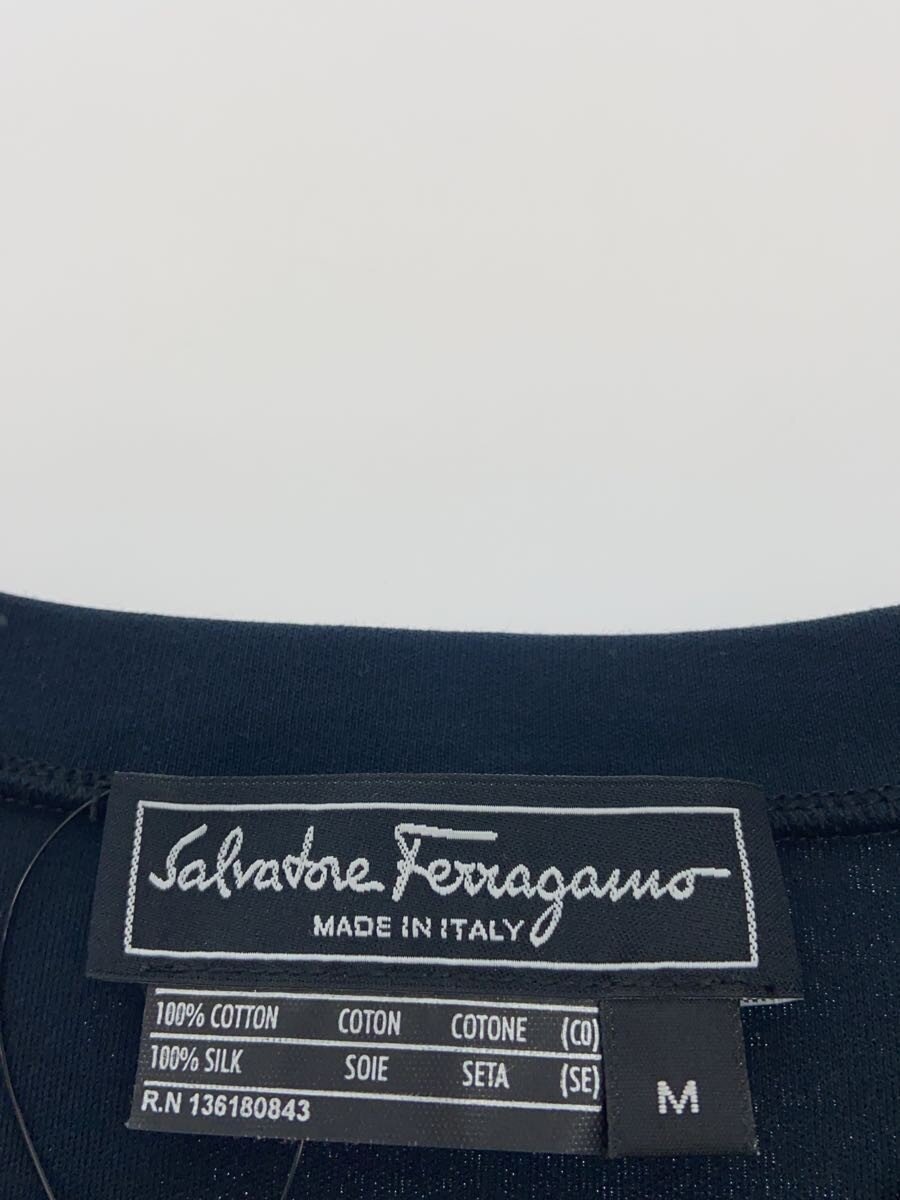 Salvatore Ferragamo
MADE IN ITALY
100% COTTON COTON COTONE (CO)
100% SILK SOIE SETA (SE)
R.N 136180843
M